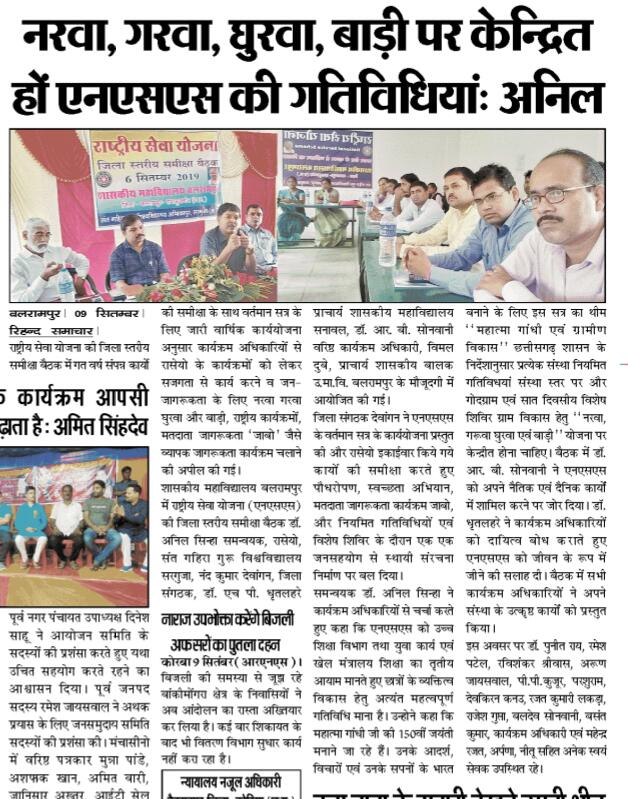 नरवा, गरवा, घुरवा, बाड़ी पर केन्द्रित
हों एनएसएस की गतिविधियां: अनिल
राष्ट्रीय सेवा योजना
जिला स्तरीय समीक्षा बैठक
6 सितम्बर 2019
शासकीय महाविद्यालय बलरामपुर
बलरामपुर। 09 सितम्बर।
रिहन्द समाचार।
राष्ट्रीय सेवा योजना की जिला स्तरीय
समीक्षा बैठक में गत वर्ष संपन्न कार्यो
की समीक्षा के साथ वर्तमान सत्र के
लिए जारी वार्षिक कार्ययोजना
अनुसार कार्यक्रम अधिकारियों से
रासेयो के कार्यक्रमों को लेकर
सजगता से कार्य करने व जन-
जागरूकता के लिए नरवा गरवा
घुरवा और बाड़ी, राष्ट्रीय कार्यक्रमों,
मतदाता जागरूकता 'जाबो' जैसे
व्यापक जागरूकता कार्यक्रम चलाने
की अपील की गई।
शासकीय महाविद्यालय बलरामपुर
में राष्ट्रीय सेवा योजना (एनएसएस)
की जिला स्तरीय समीक्षा बैठक डॉ.
अनिल सिन्हा समन्वयक, रासेयो,
संत गहिरा गुरू विश्वविद्यालय
सरगुजा, नंद कुमार देवांगन, जिला
संगठक, डॉ. एच पी. धृतलहरे
प्राचार्य शासकीय महाविद्यालय
सनावल, डॉ. आर. बी. सोनवानी
वरिष्ठ कार्यक्रम अधिकारी, विमल
दुबे, प्राचार्य शासकीय बालक
उ.मा.वि. बलरामपुर के मौजूदगी में
आयोजित की गई।
जिला संगठक देवांगन ने एनएसएस
के वर्तमान सत्र के कार्ययोजना प्रस्तुत
की और रासेयो इकाईवार किये गये
कार्यो की समीक्षा करते हुए
पौधरोपण, स्वच्छता अभियान,
मतदाता जागरूकता कार्यक्रम जाबो,
और नियमित गतिविधियों एवं
विशेष शिविर के दौरान एक एक
जनसहयोग से स्थायी संरचना
निर्माण पर बल दिया।
समन्वयक डॉ. अनिल सिन्हा ने
कार्यक्रम अधिकारियों से चर्चा करते
हुए कहा कि एनएसएस को उच्च
शिक्षा विभाग तथा युवा कार्य एवं
खेल मंत्रालय शिक्षा का तृतीय
आयाम मानते हुए छात्रों के व्यक्तित्व
विकास हेतु अत्यंत महत्वपूर्ण
गतिविधि माना है। उन्होने कहा कि
महात्मा गांधी जी की 150वीं जयंती
मनाने जा रहे हैं। उनके आदर्श,
विचारों एवं उनके सपनों के भारत
बनाने के लिए इस सत्र का थीम
''महात्मा गांधी एवं ग्रामीण
विकास'' छत्तीसगढ़ शासन के
निर्देशानुसार प्रत्येक संस्था नियमित
गतिविधयां संस्था स्तर पर और
गोदग्राम एवं सात दिवसीय विशेष
शिविर ग्राम विकास हेतु ''नरवा,
गरूवा घुरवा एवं बाड़ी'' योजना पर
केन्द्रीत होना चाहिए। बैठक में डॉ.
आर. बी. सोनवानी ने एनएसएस
को अपने नैतिक एवं दैनिक कार्यो
में शामिल करने पर जोर दिया। डॉ.
धृतलहरे ने कार्यक्रम अधिकारियों
को दायित्व बोध कराते हुए
एनएसएस को जीवन के रूप में
जीने की सलाह दी। बैठक में सभी
कार्यक्रम अधिकारियों ने अपने
संस्था के उत्कृष्ठ कार्यो को प्रस्तुत
किया।
इस अवसर पर डॉ. पुनीत राय, रमेश
पटेल, रविशंकर श्रीवास, अरूण
जायसवाल, पी.पी.कुजूर, परशुराम,
देवकिरन कनउ, रजत कुमारी लकड़ा,
राजेश गुप्ता, बलदेव सोनवानी, बसंत
कुमार, कार्यक्रम अधिकारी एवं महेन्द्र
रजत, अर्पणा, नीतू सहित अनेक स्वयं
सेवक उपस्थित रहे।
कार्यक्रम आपसी
है: अमित सिंहदेव
पूर्व नगर पंचायत उपाध्यक्ष दिनेश
साहू ने आयोजन समिति के
सदस्यों की प्रशंसा करते हुए यथा
उचित सहयोग करते रहने का
आशासन दिया। पूर्व जनपद
सदस्य रमेश जायसवाल ने अथक
प्रयास के लिए जनसमुदाय समिति
सदस्यों की प्रशंसा की। मंचासीनो
में वरिष्ठ पत्रकार मुन्ना पांडे,
अशफाक खान, अमित वारी,
जानिसार अख्तर, आईटी सेल
नाराज उपभोक्ता करेंगे बिजली
अफसरों का पुतला दहन
कोरबा 9 सितंबर (आरएनएस)।
बिजली की समस्या से जूझ रहे
बांकीमोंगरा क्षेत्र के निवासियों ने
अब आंदोलन का रास्ता अख्तियार
कर लिया है। कई बार शिकायत के
बाद भी वितरण विभाग सुधार कार्य
नहीं करा रहा है।
न्यायालय नजूल अधिकारी